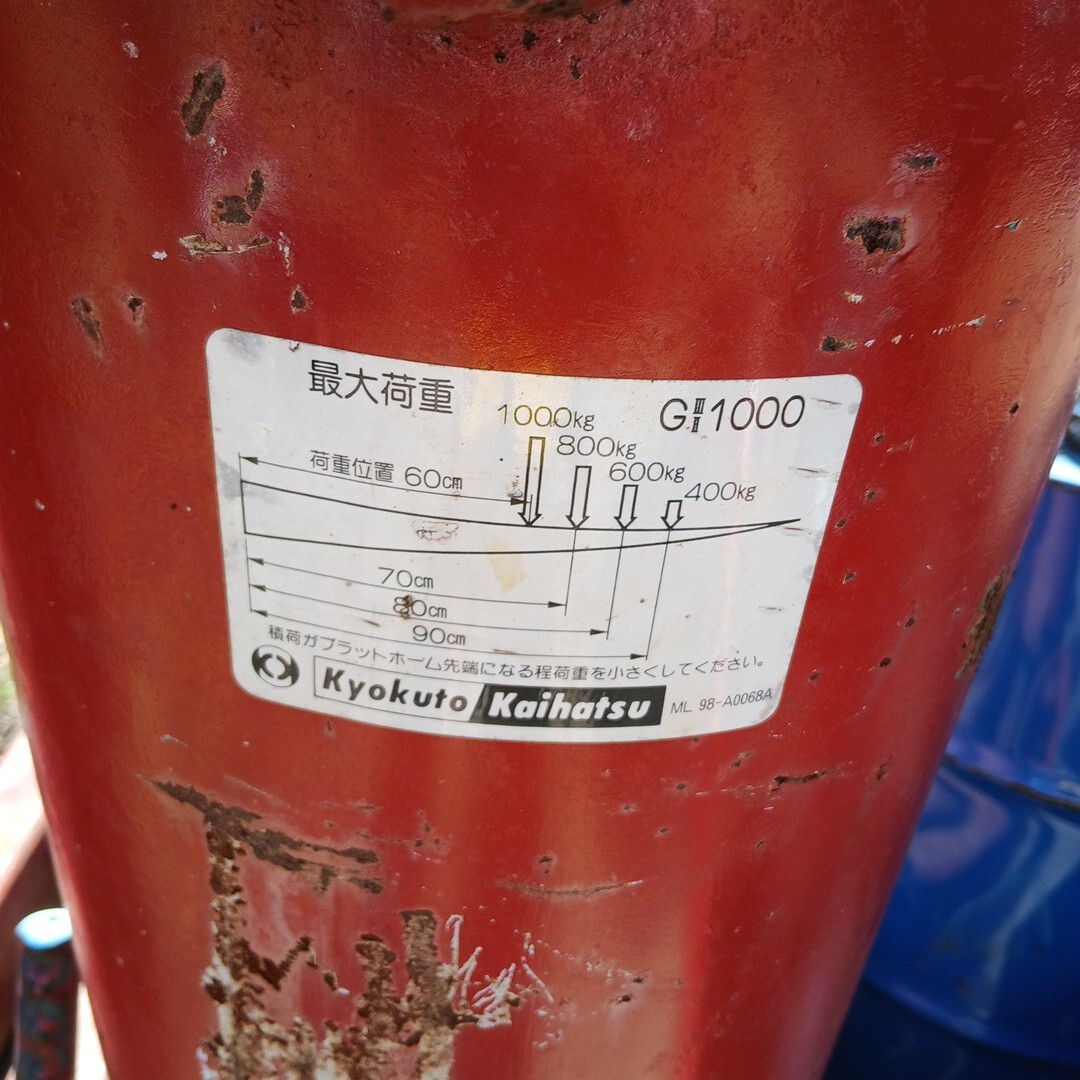 最大荷重
1000kg
GⅢⅡ1000
800kg
600kg
400kg
荷重位置 60cm
70cm
80cm
90cm
積荷がプラットホーム先端になる程荷重を小さくしてください。
Kyokuto Kaihatsu ML 98-A0068A